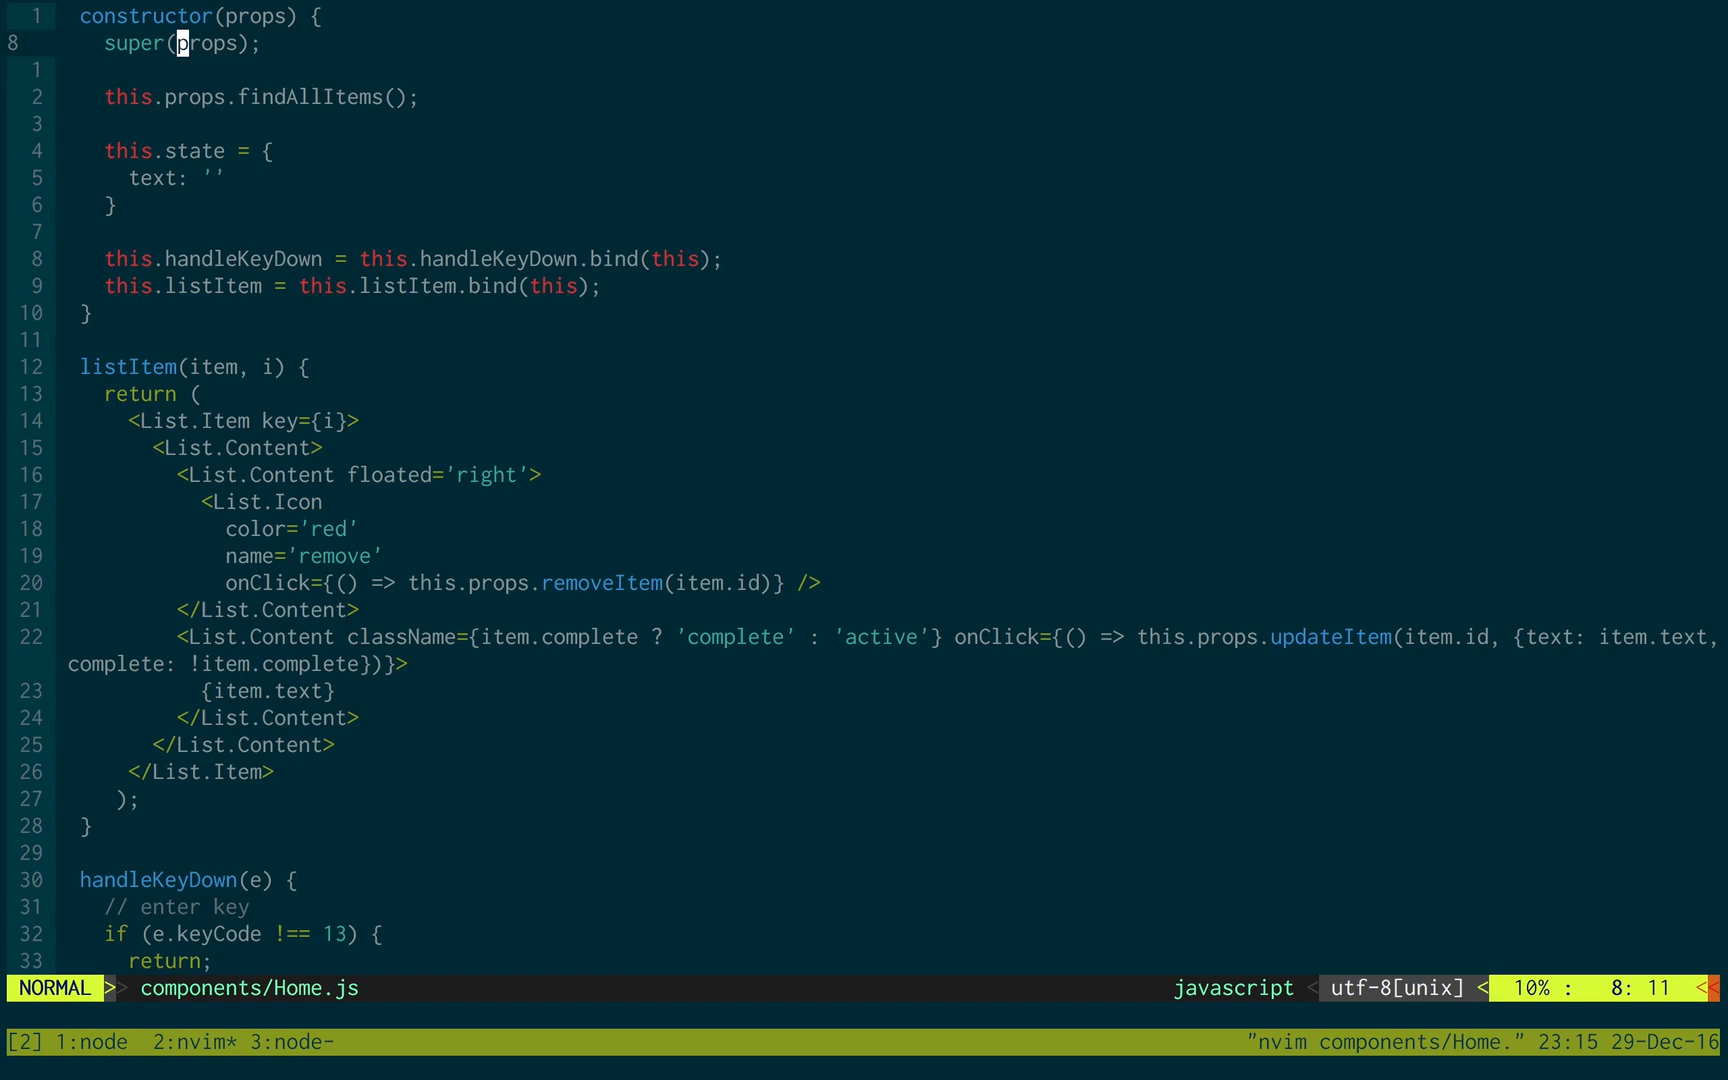 1   constructor(props) {
8     super(props);
1
2     this.props.findAllItems();
3
4     this.state = {
5       text: ''
6     }
7
8     this.handleKeyDown = this.handleKeyDown.bind(this);
9     this.listItem = this.listItem.bind(this);
10  }
11
12  listItem(item, i) {
13    return (
14      <List.Item key={i}>
15        <List.Content>
16          <List.Content floated='right'>
17            <List.Icon
18              color='red'
19              name='remove'
20              onClick={() => this.props.removeItem(item.id)} />
21          </List.Content>
22          <List.Content className={item.complete ? 'complete' : 'active'} onClick={() => this.props.updateItem(item.id, {text: item.text,
complete: !item.complete})}>
23            {item.text}
24          </List.Content>
25        </List.Content>
26      </List.Item>
27     );
28  }
29
30  handleKeyDown(e) {
31    // enter key
32    if (e.keyCode !== 13) {
33      return;
NORMAL >> components/Home.js javascript < utf-8[unix] < 10% : 8: 11 <<
[2] 1:node  2:nvim* 3:node- "nvim components/Home." 23:15 29-Dec-16